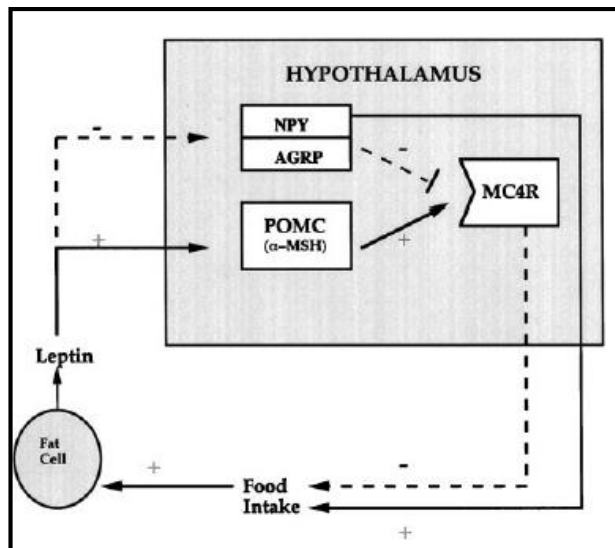 HYPOTHALAMUS
-
NPY
AGRP
-
MC4R
POMC
(α-MSH)
+
+
Leptin
Fat
Cell
+
-
Food
Intake
+